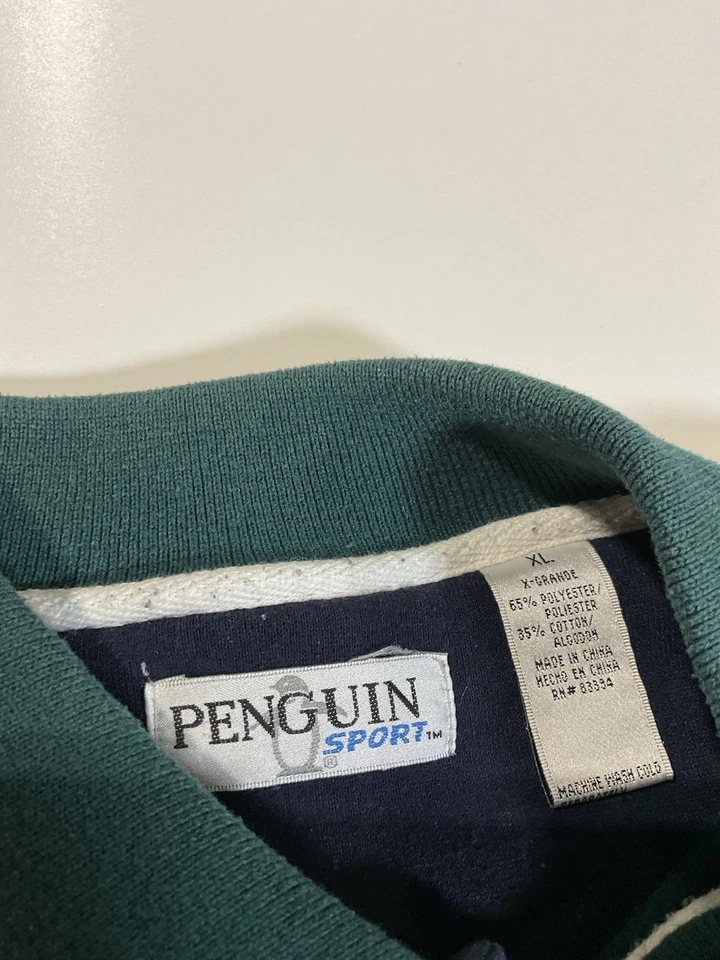 PENGUIN
SPORT™
®
XL
X-GRANDE
65% POLYESTER/
POLIESTER
35% COTTON/
ALGODON
MADE IN CHINA
HECHO EN CHINA
RN# 83334
MACHINE WASH COLD